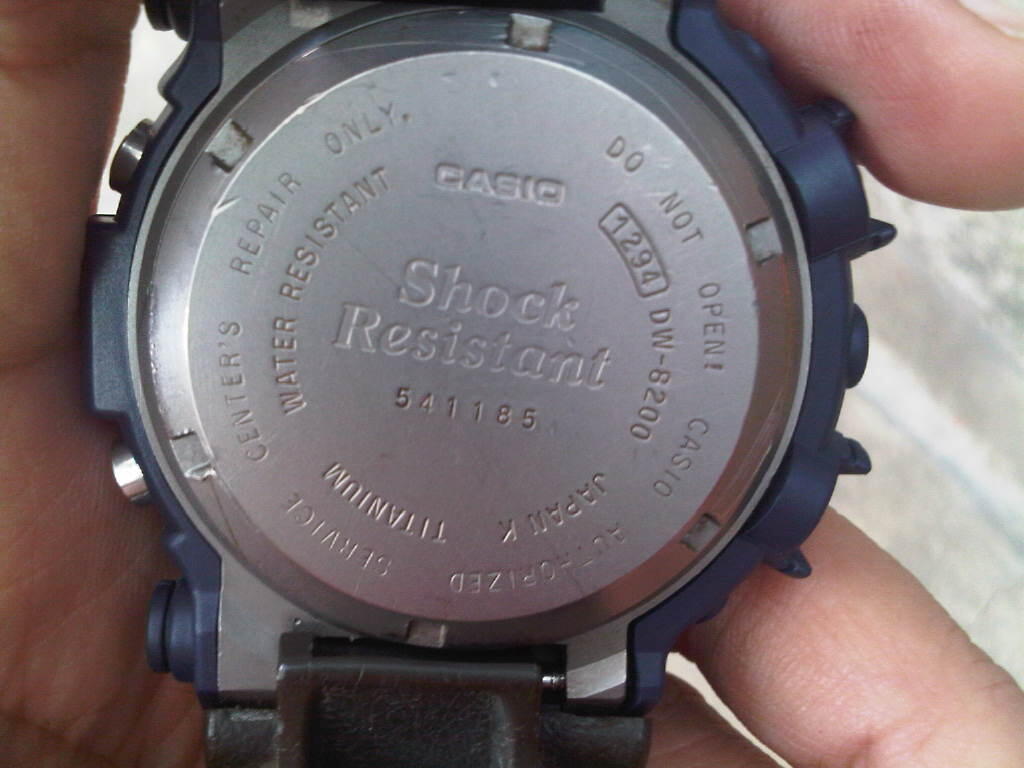 CASIO
Shock
Resistant
541185
WATER RESISTANT
1294 DW-8200
JAPAN K
TITANIUM
DO NOT OPEN! CASIO AUTHORIZED SERVICE CENTER'S REPAIR ONLY.